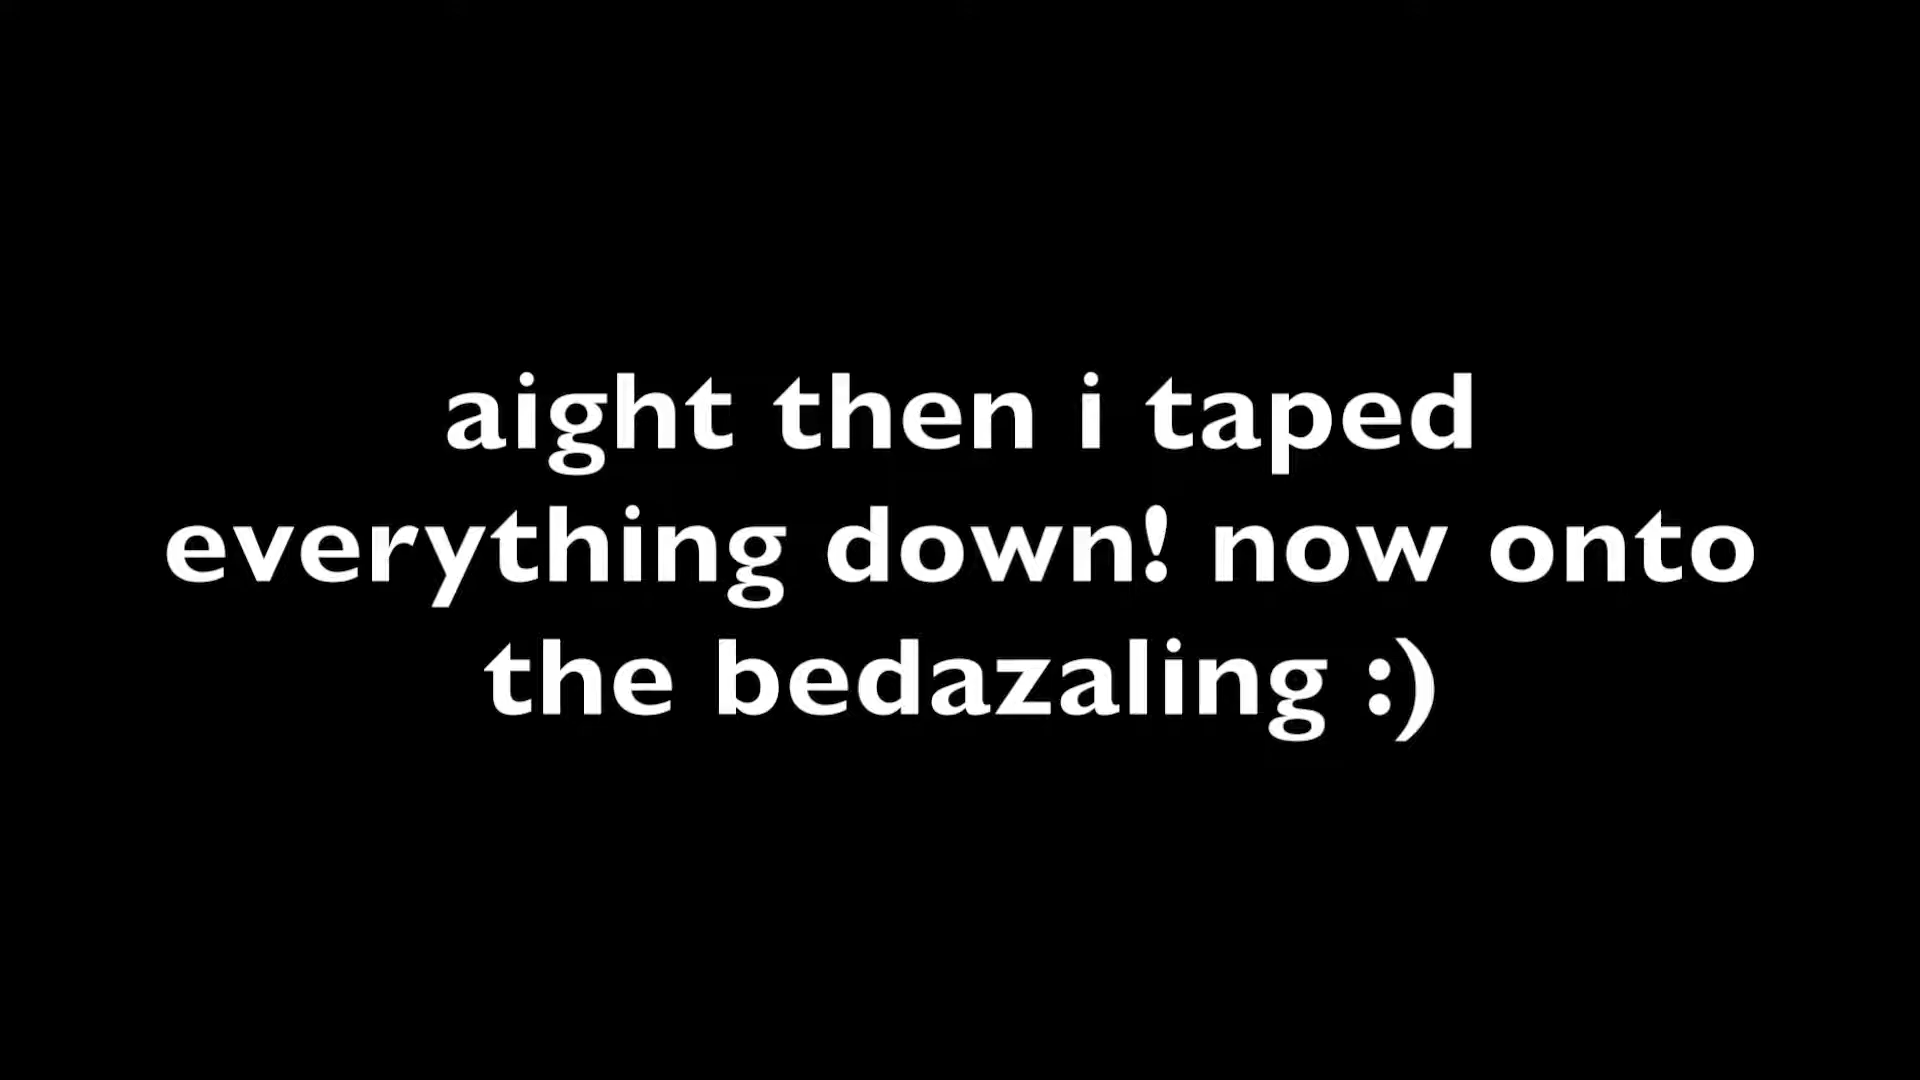 aight then i taped
everything down! now onto
the bedazaling :)